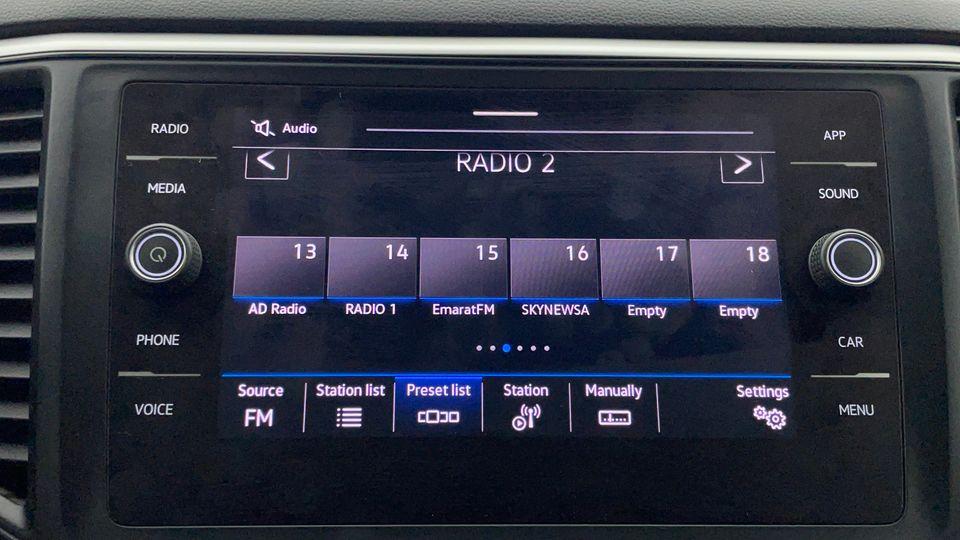 RADIO
Audio
APP
RADIO 2
MEDIA
SOUND
13 14 15 16 17 18
AD Radio RADIO 1 EmaratFM SKYNEWSA Empty Empty
PHONE
CAR
Source Station list Preset list Station Manually Settings
FM
VOICE
MENU